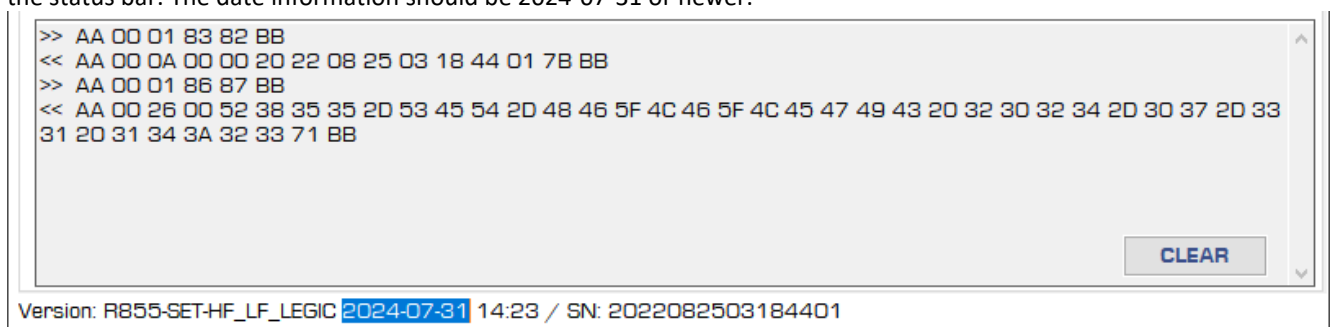 the status bar. The date information should be 2024-07-31 or newer.
>> AA 00 01 83 82 BB
<< AA 00 0A 00 00 20 22 08 25 03 18 44 01 7B BB
>> AA 00 01 86 87 BB
<< AA 00 26 00 52 38 35 35 2D 53 45 54 2D 48 46 5F 4C 46 5F 4C 45 47 49 43 20 32 30 32 34 2D 30 37 2D 33
31 20 31 34 3A 32 33 71 BB
CLEAR
Version: R855-SET-HF_LF_LEGIC 2024-07-31 14:23 / SN: 2022082503184401